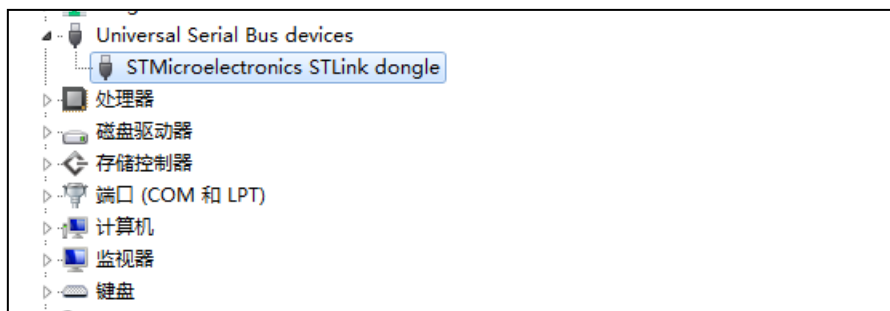 Universal Serial Bus devices
STMicroelectronics STLink dongle
处理器
磁盘驱动器
存储控制器
端口 (COM 和 LPT)
计算机
监视器
键盘